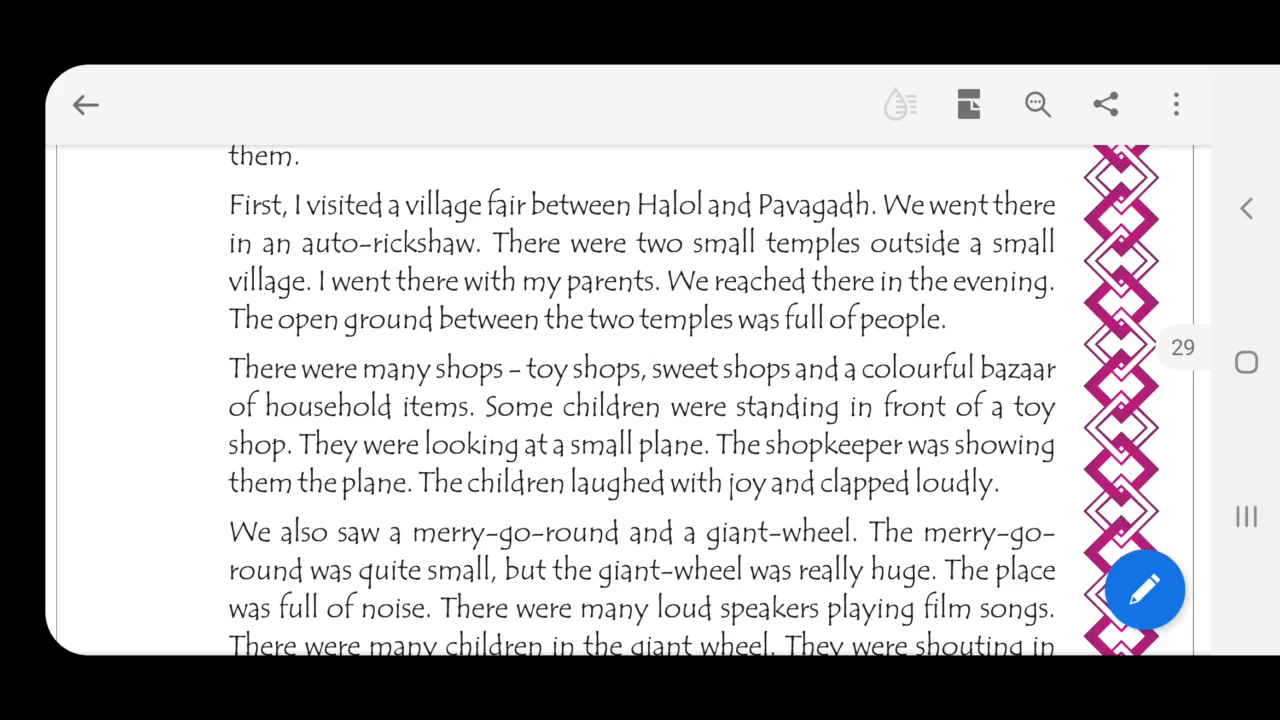 them.
First, I visited a village fair between Halol and Pavagadh. We went there
in an auto-rickshaw. There were two small temples outside a small
village. I went there with my parents. We reached there in the evening.
The open ground between the two temples was full of people.
There were many shops - toy shops, sweet shops and a colourful bazaar
of household items. Some children were standing in front of a toy
shop. They were looking at a small plane. The shopkeeper was showing
them the plane. The children laughed with joy and clapped loudly.
We also saw a merry-go-round and a giant-wheel. The merry-go-
round was quite small, but the giant-wheel was really huge. The place
was full of noise. There were many loud speakers playing film songs.
There were many children in the giant wheel. They were shouting in
29